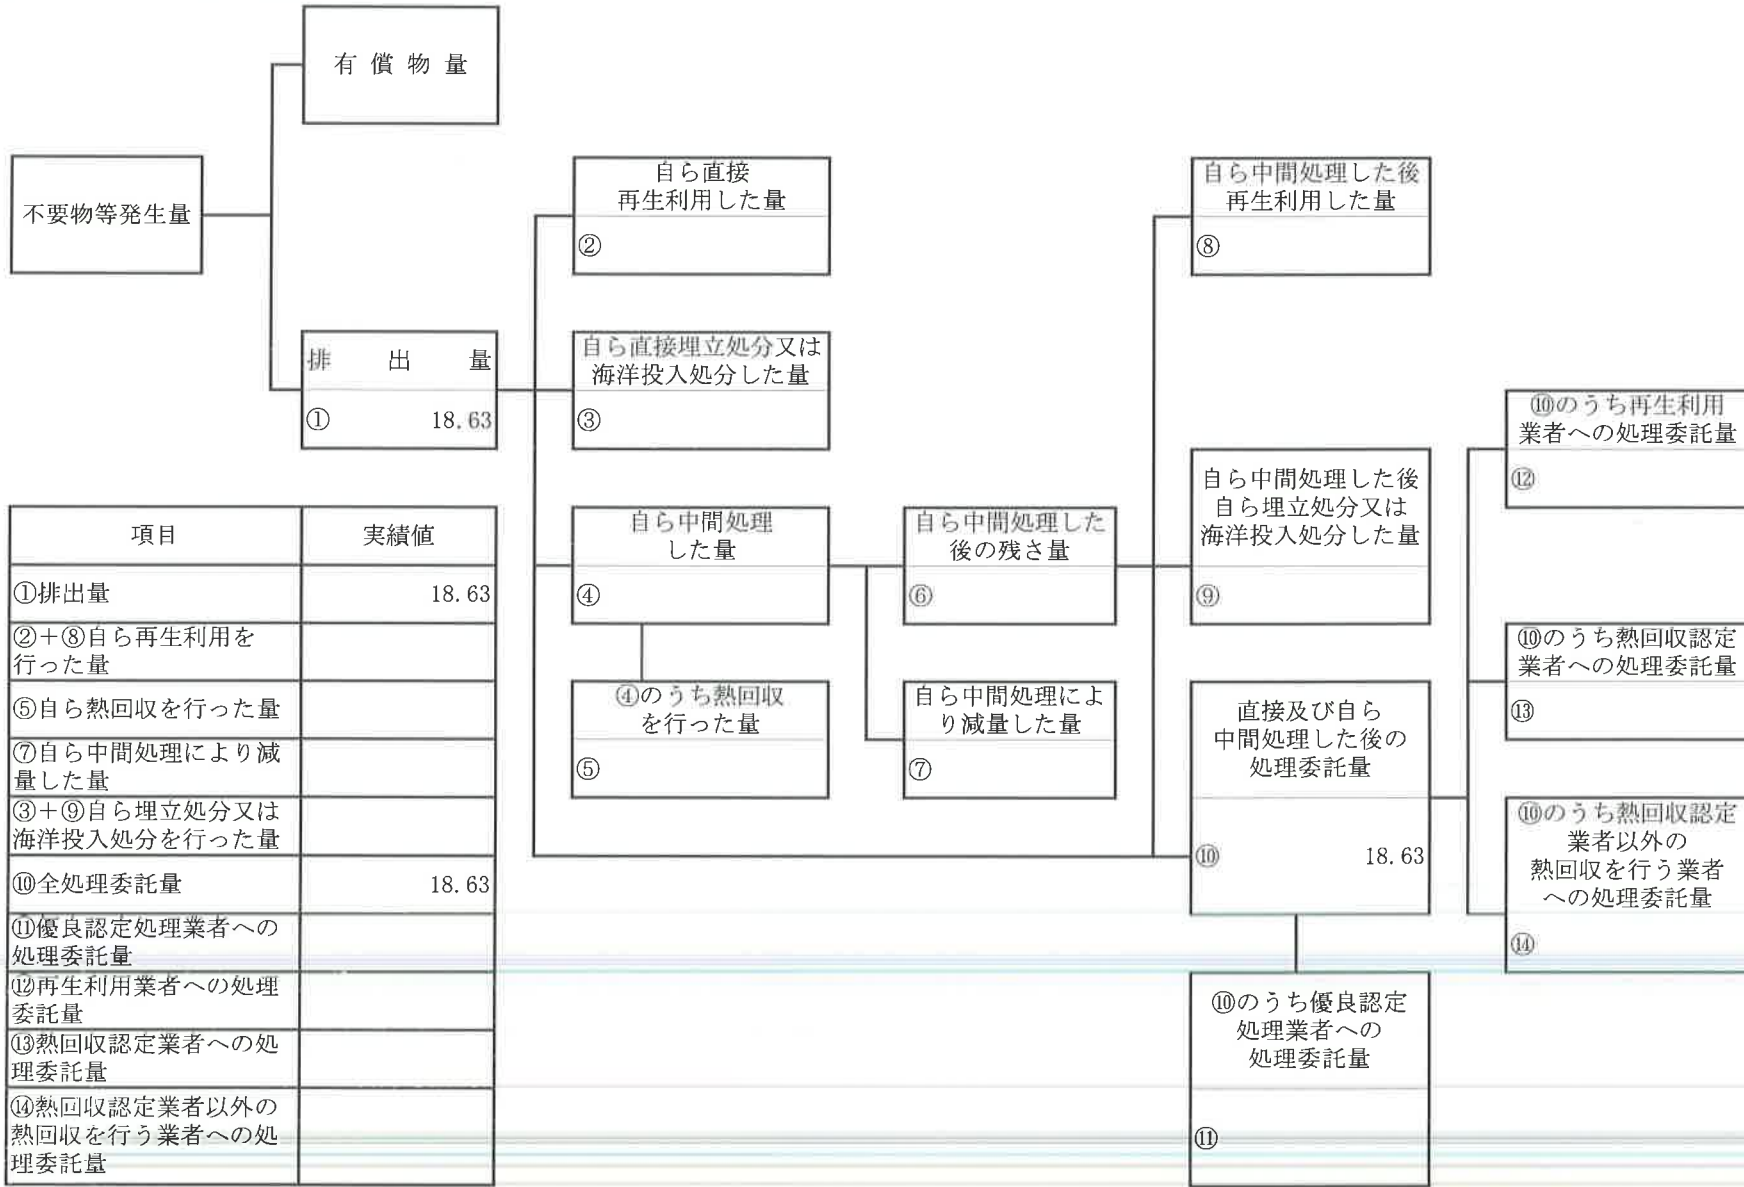 有償物量
不要物等発生量
排出量
① 18.63
自ら直接
再生利用した量
②
自ら直接埋立処分又は
海洋投入処分した量
③
自ら中間処理
した量
④
④のうち熱回収
を行った量
⑤
自ら中間処理した
後の残さ量
⑥
自ら中間処理によ
り減量した量
⑦
自ら中間処理した後
再生利用した量
⑧
自ら中間処理した後
自ら埋立処分又は
海洋投入処分した量
⑨
直接及び自ら
中間処理した後の
処理委託量
⑩ 18.63
⑩のうち優良認定
処理業者への
処理委託量
⑪
⑩のうち再生利用
業者への処理委託量
⑫
⑩のうち熱回収認定
業者への処理委託量
⑬
⑩のうち熱回収認定
業者以外の
熱回収を行う業者
への処理委託量
⑭
項目 実績値
①排出量 18.63
②+⑧自ら再生利用を
行った量
⑤自ら熱回収を行った量
⑦自ら中間処理により減
量した量
③+⑨自ら埋立処分又は
海洋投入処分を行った量
⑩全処理委託量 18.63
⑪優良認定処理業者への
処理委託量
⑫再生利用業者への処理
委託量
⑬熱回収認定業者への処
理委託量
⑭熱回収認定業者以外の
熱回収を行う業者への処
理委託量